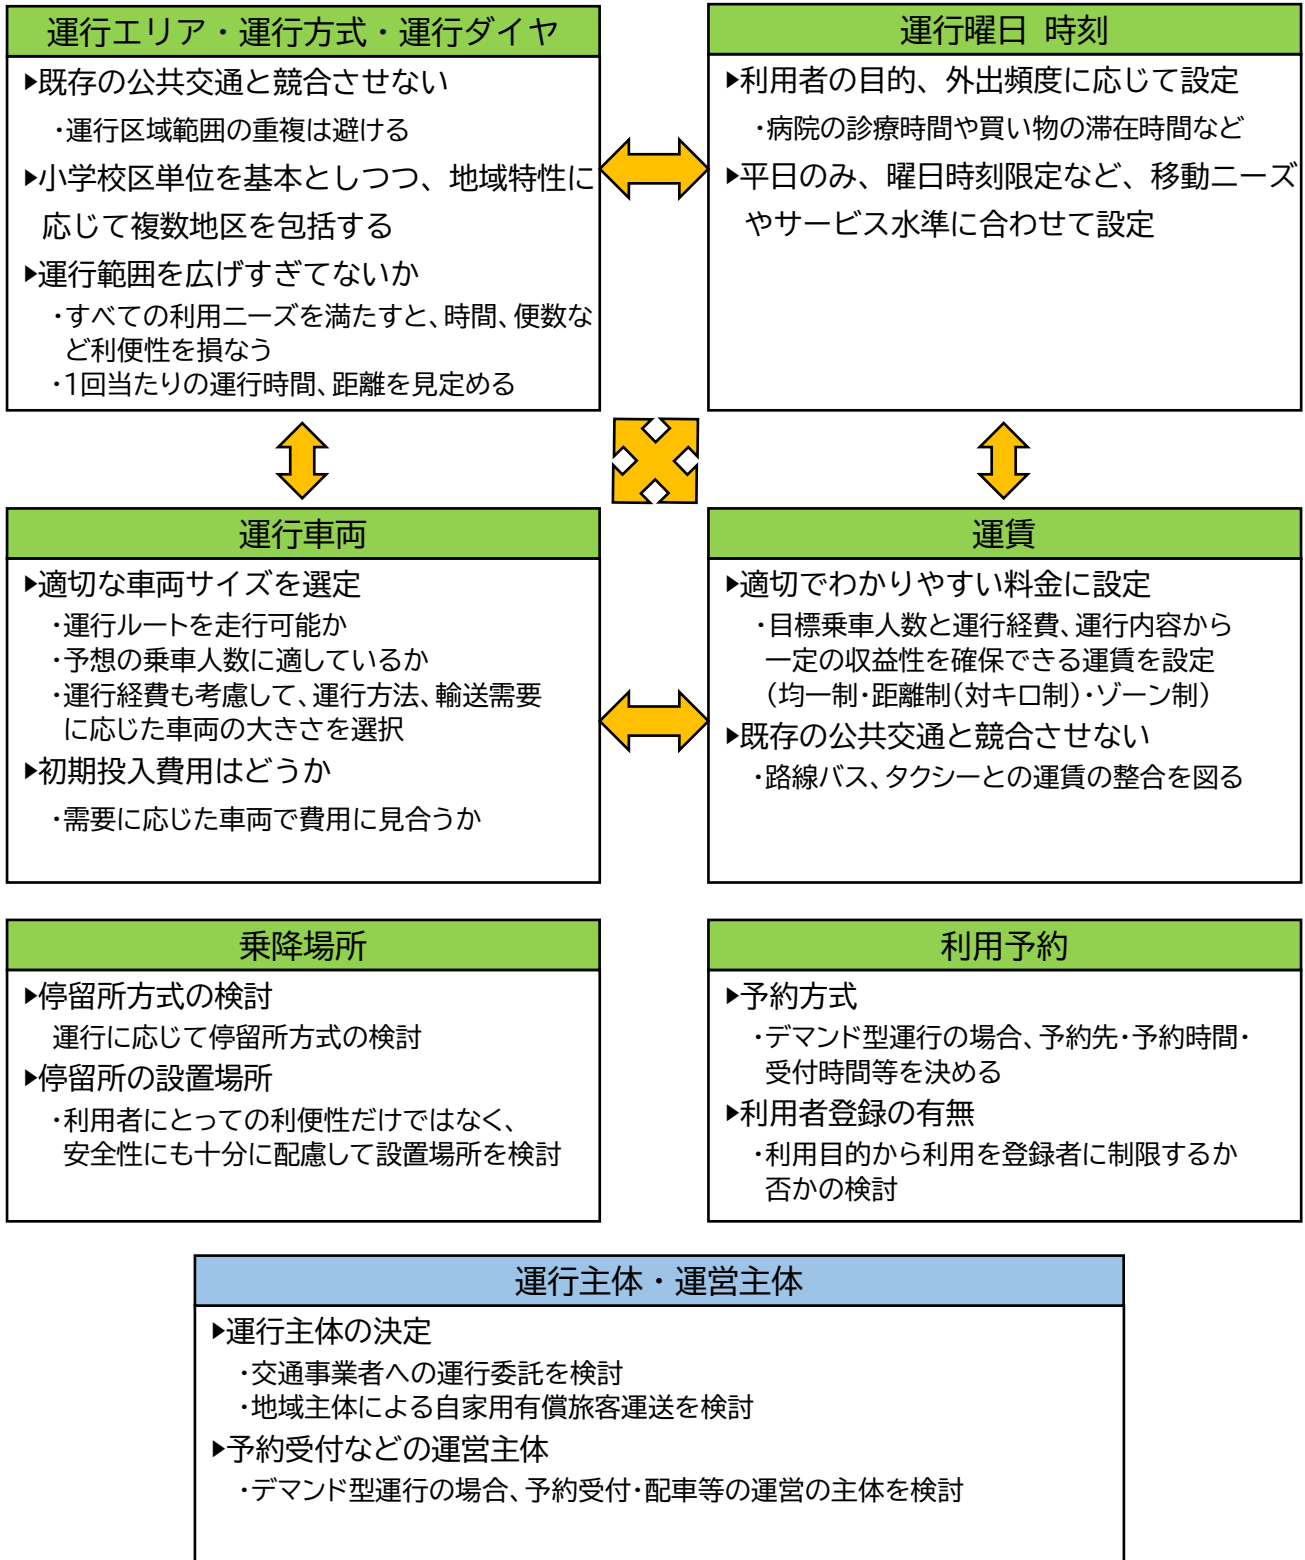 運行エリア・運行方式・運行ダイヤ
▶既存の公共交通と競合させない
・運行区域範囲の重複は避ける
▶小学校区単位を基本としつつ、地域特性に
応じて複数地区を包括する
▶運行範囲を広げすぎてないか
・すべての利用ニーズを満たすと、時間、便数な
ど利便性を損なう
・1回当たりの運行時間、距離を見定める
運行曜日 時刻
▶利用者の目的、外出頻度に応じて設定
・病院の診療時間や買い物の滞在時間など
▶平日のみ、曜日時刻限定など、移動ニーズ
やサービス水準に合わせて設定
運行車両
▶適切な車両サイズを選定
・運行ルートを走行可能か
・予想の乗車人数に適しているか
・運行経費も考慮して、運行方法、輸送需要
に応じた車両の大きさを選択
▶初期投入費用はどうか
・需要に応じた車両で費用に見合うか
運賃
▶適切でわかりやすい料金に設定
・目標乗車人数と運行経費、運行内容から
一定の収益性を確保できる運賃を設定
（均一制・距離制（対キロ制）・ゾーン制）
▶既存の公共交通と競合させない
・路線バス、タクシーとの運賃の整合を図る
乗降場所
▶停留所方式の検討
運行に応じて停留所方式の検討
▶停留所の設置場所
・利用者にとっての利便性だけではなく、
安全性にも十分に配慮して設置場所を検討
利用予約
▶予約方式
・デマンド型運行の場合、予約先・予約時間・
受付時間等を決める
▶利用者登録の有無
・利用目的から利用を登録者に制限するか
否かの検討
運行主体・運営主体
▶運行主体の決定
・交通事業者への運行委託を検討
・地域主体による自家用有償旅客運送を検討
▶予約受付などの運営主体
・デマンド型運行の場合、予約受付・配車等の運営の主体を検討